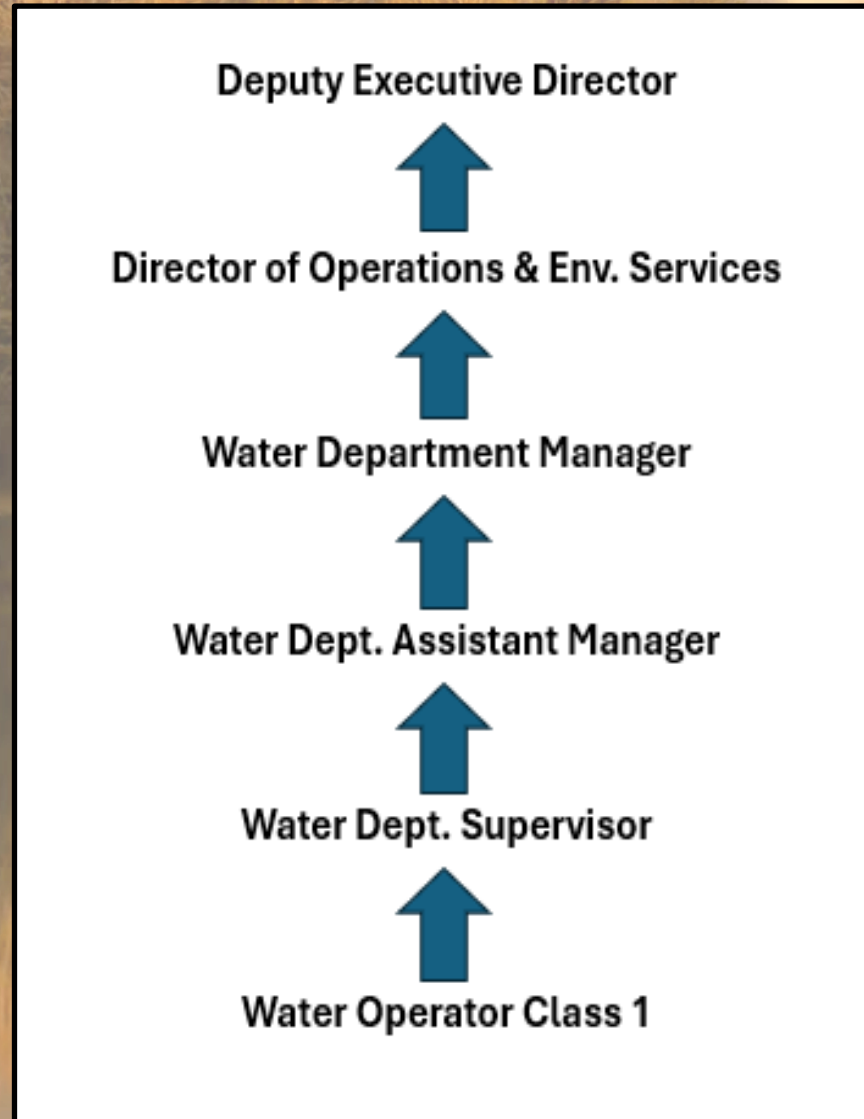 Deputy Executive Director
Director of Operations & Env. Services
Water Department Manager
Water Dept. Assistant Manager
Water Dept. Supervisor
Water Operator Class 1